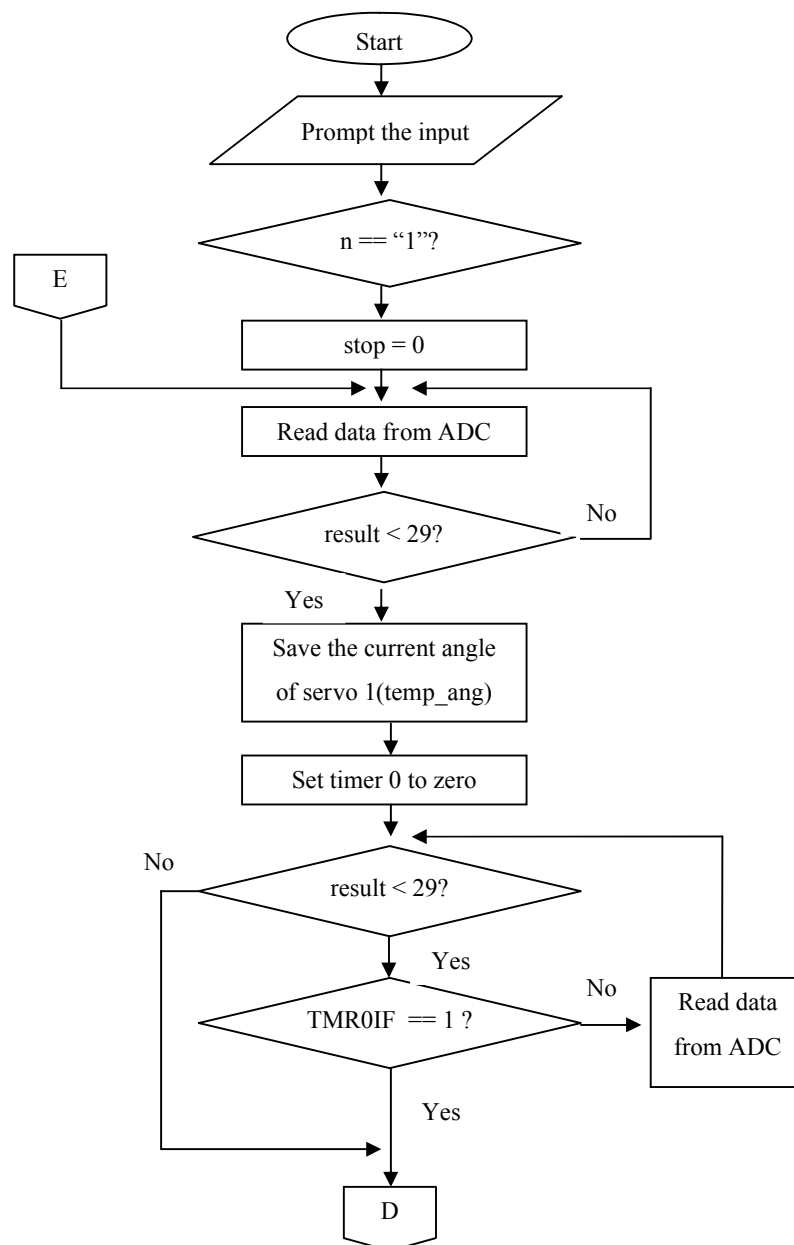 Start
Prompt the input
n == “1”?
E
stop = 0
Read data from ADC
result < 29?
No
Yes
Save the current angle
of servo 1(temp_ang)
Set timer 0 to zero
No
result < 29?
Yes
TMR0IF == 1 ?
No
Read data
from ADC
Yes
D